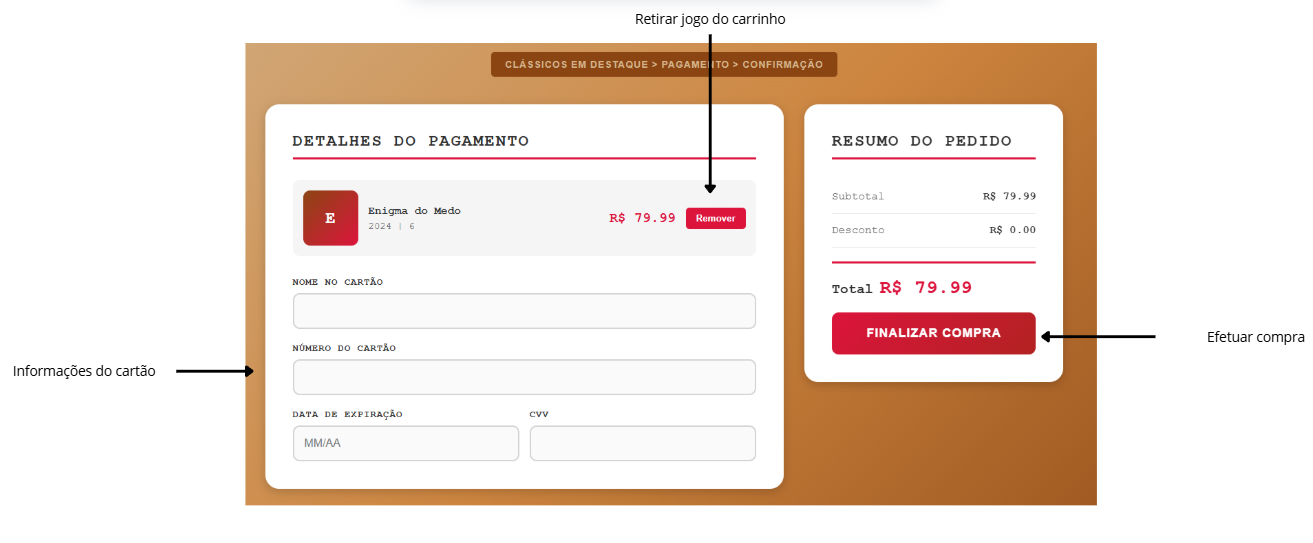 Retirar jogo do carrinho
CLÁSSICOS EM DESTAQUE > PAGAMENTO > CONFIRMAÇÃO
DETALHES DO PAGAMENTO
E
Enigma do Medo
2024 | 6
R$ 79.99
Remover
NOME NO CARTÃO
NÚMERO DO CARTÃO
DATA DE EXPIRAÇÃO
CVV
MM/AA
Informações do cartão
RESUMO DO PEDIDO
Subtotal R$ 79.99
Desconto R$ 0.00
Total R$ 79.99
FINALIZAR COMPRA
Efetuar compra